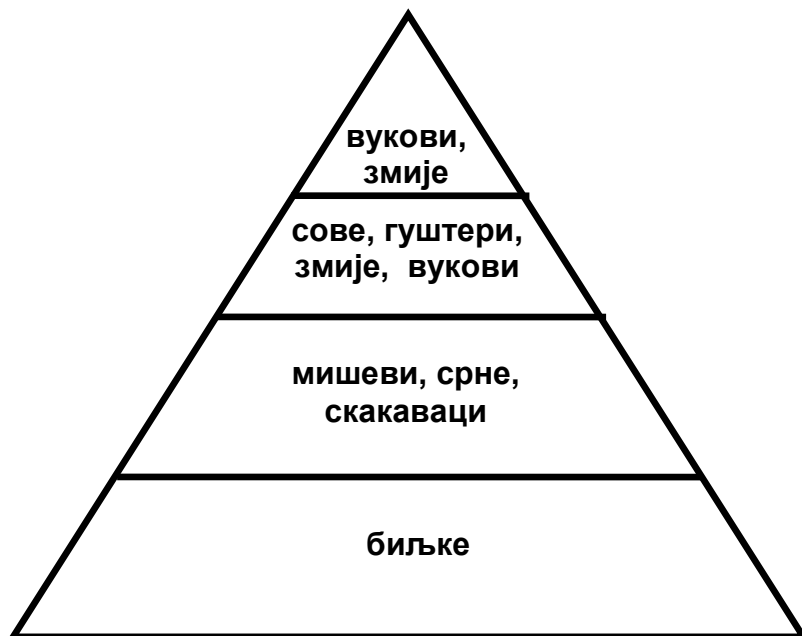 вукови,
змије
сове, гуштери,
змије, вукови
мишеви, срне,
скакаваци
биљке